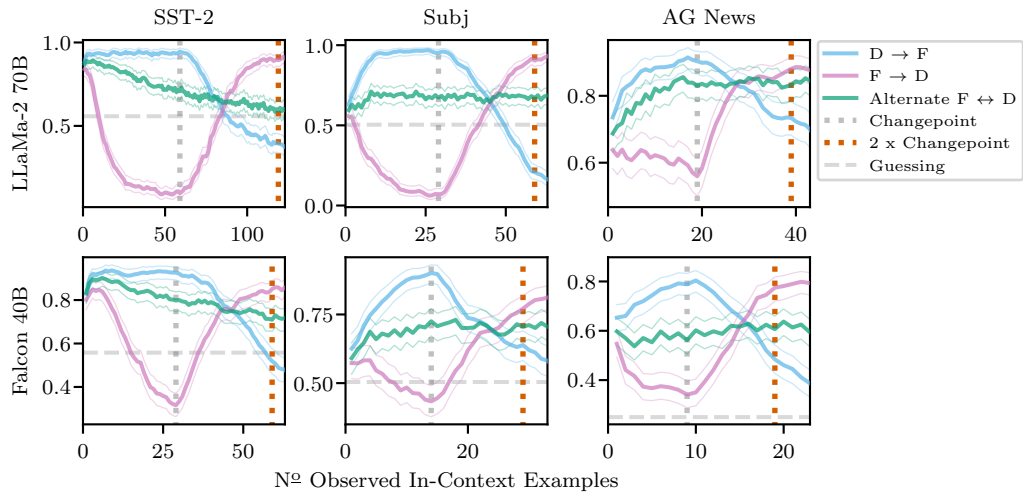 SST-2
Subj
AG News
LLaMa-2 70B
1.0
0.5
0
50
100
1.0
0.5
0.0
0
25
50
0.8
0.6
0
20
40
D → F
F → D
Alternate F ↔ D
Changepoint
2 x Changepoint
Guessing
Falcon 40B
0.8
0.6
0.4
0
25
50
0.75
0.50
0
20
0.8
0.6
0.4
0
10
20
Nº Observed In-Context Examples